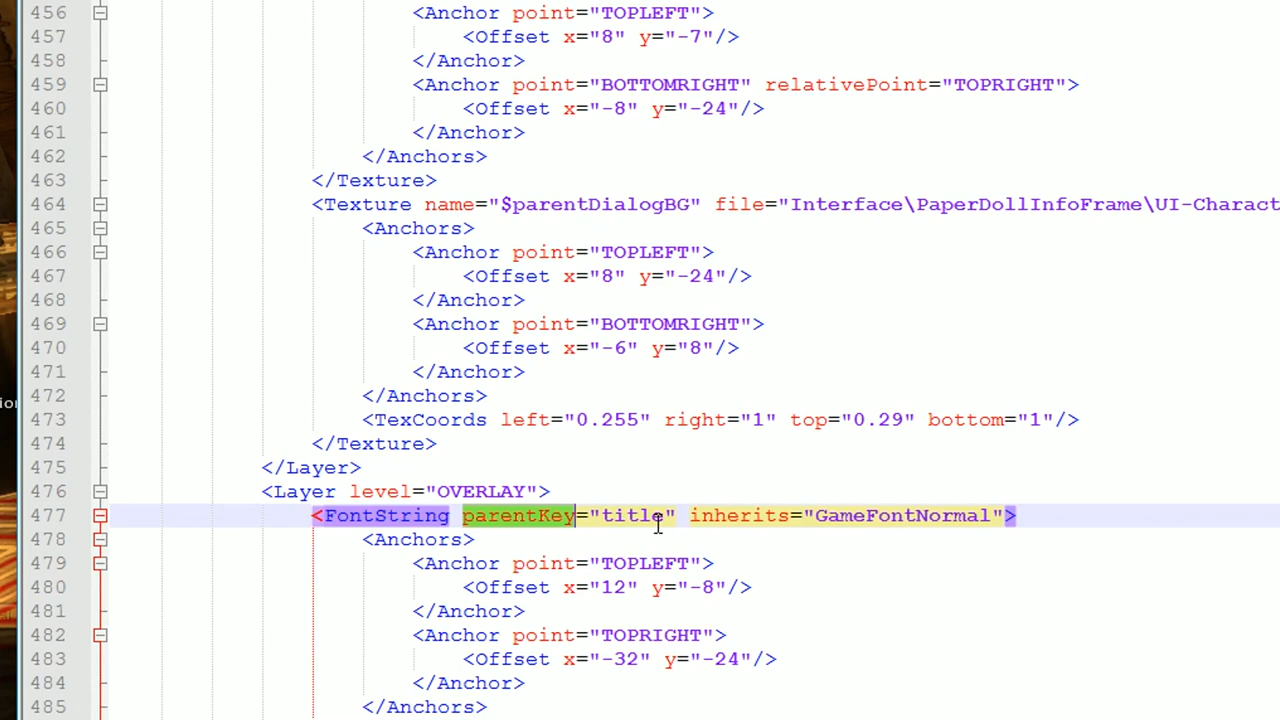 456 <Anchor point="TOPLEFT">
457 <Offset x="8" y="-7"/>
458 </Anchor>
459 <Anchor point="BOTTOMRIGHT" relativePoint="TOPRIGHT">
460 <Offset x="-8" y="-24"/>
461 </Anchor>
462 </Anchors>
463 </Texture>
464 <Texture name="$parentDialogBG" file="Interface\PaperDollInfoFrame\UI-Charact
465 <Anchors>
466 <Anchor point="TOPLEFT">
467 <Offset x="8" y="-24"/>
468 </Anchor>
469 <Anchor point="BOTTOMRIGHT">
470 <Offset x="-6" y="8"/>
471 </Anchor>
472 </Anchors>
473 <TexCoords left="0.255" right="1" top="0.29" bottom="1"/>
474 </Texture>
475 </Layer>
476 <Layer level="OVERLAY">
477 <FontString parentKey="title" inherits="GameFontNormal">
478 <Anchors>
479 <Anchor point="TOPLEFT">
480 <Offset x="12" y="-8"/>
481 </Anchor>
482 <Anchor point="TOPRIGHT">
483 <Offset x="-32" y="-24"/>
484 </Anchor>
485 </Anchors>